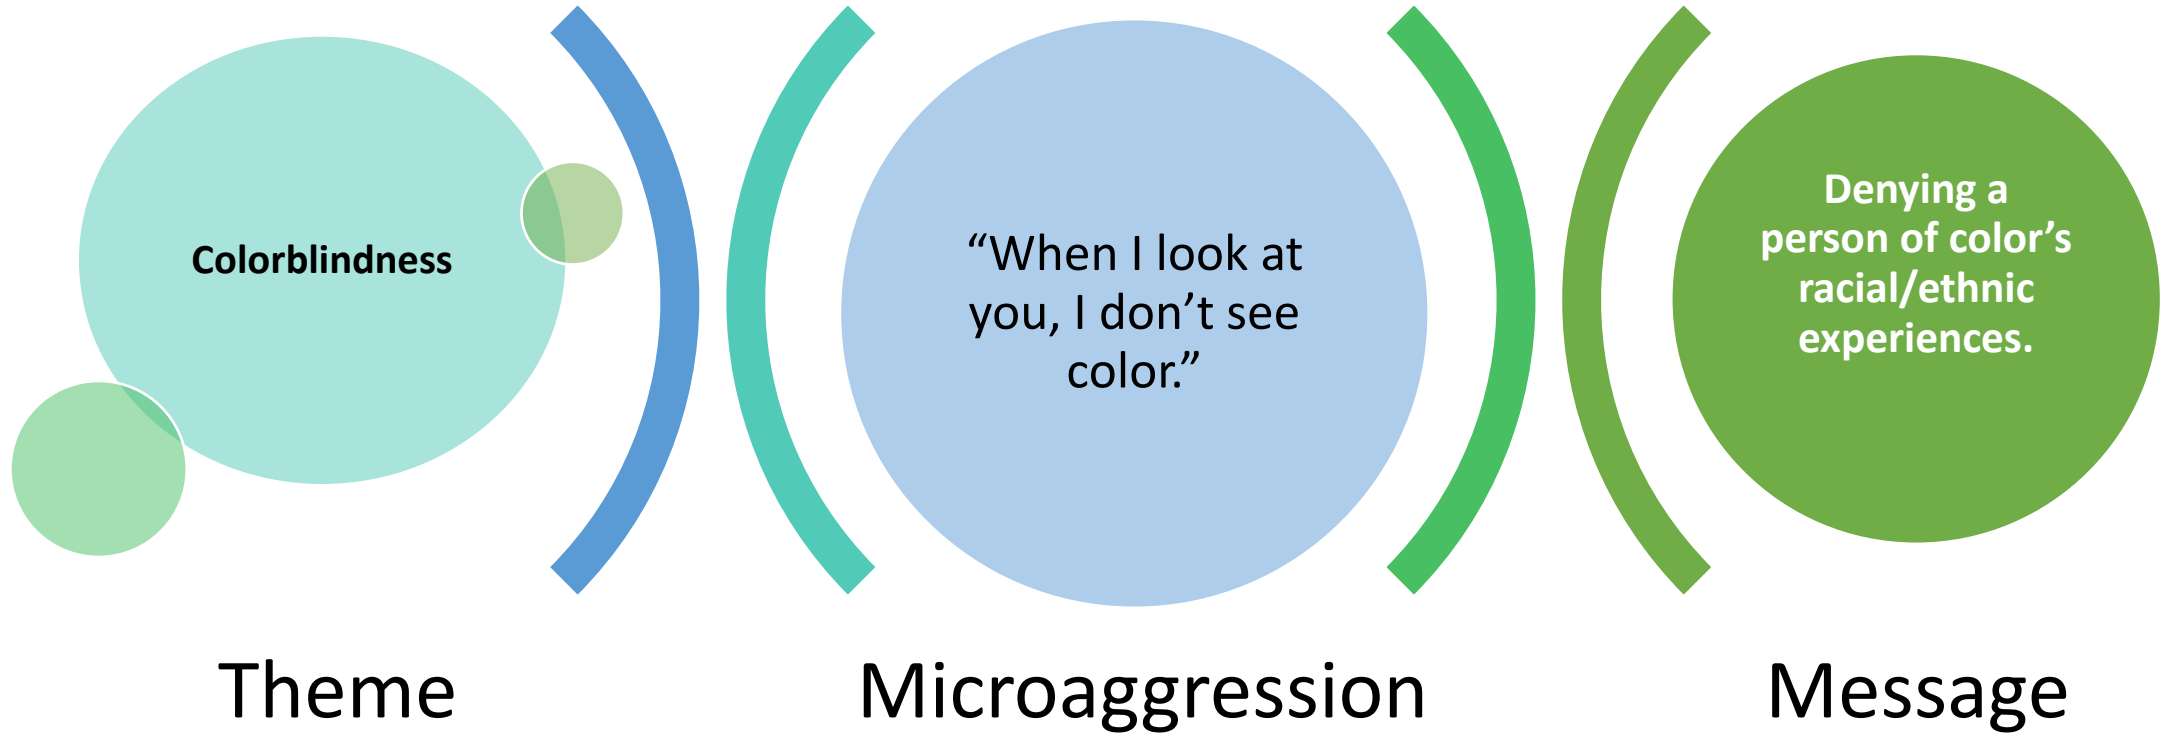 Colorblindness
“When I look at
you, I don’t see
color.”
Denying a
person of color’s
racial/ethnic
experiences.
Theme
Microaggression
Message